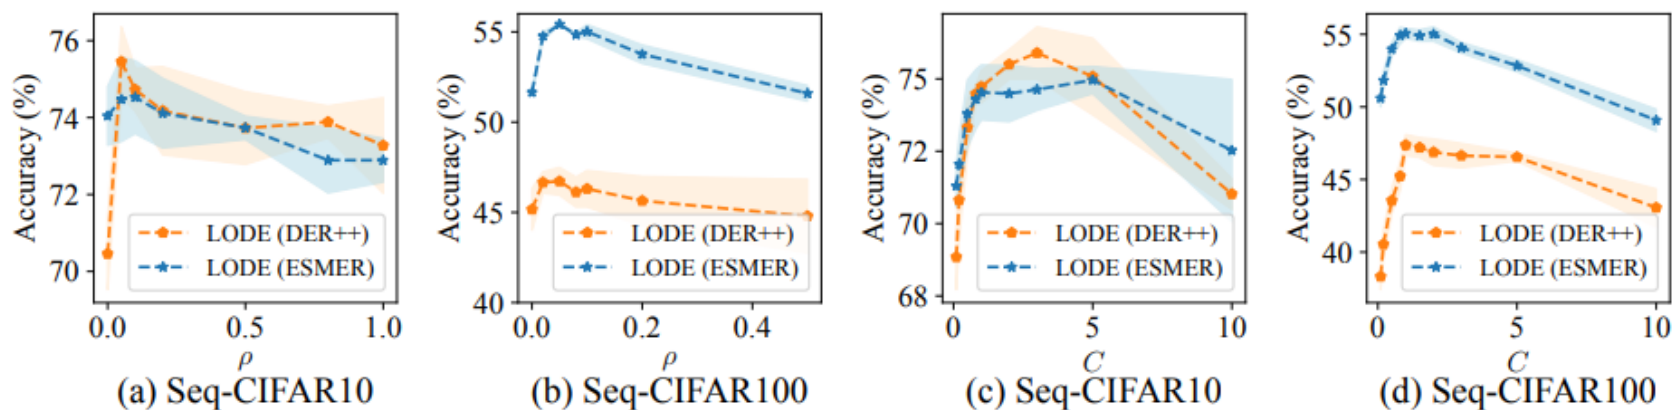 Accuracy (%)
76
74
72
70
LODE (DER++)
LODE (ESMER)
0.0 0.5 1.0
ρ
(a) Seq-CIFAR10
Accuracy (%)
55
50
45
40
LODE (DER++)
LODE (ESMER)
0.0 0.2 0.4
ρ
(b) Seq-CIFAR100
Accuracy (%)
75
72
70
68
LODE (DER++)
LODE (ESMER)
0 5 10
C
(c) Seq-CIFAR10
Accuracy (%)
55
50
45
40
LODE (DER++)
LODE (ESMER)
0 5 10
C
(d) Seq-CIFAR100